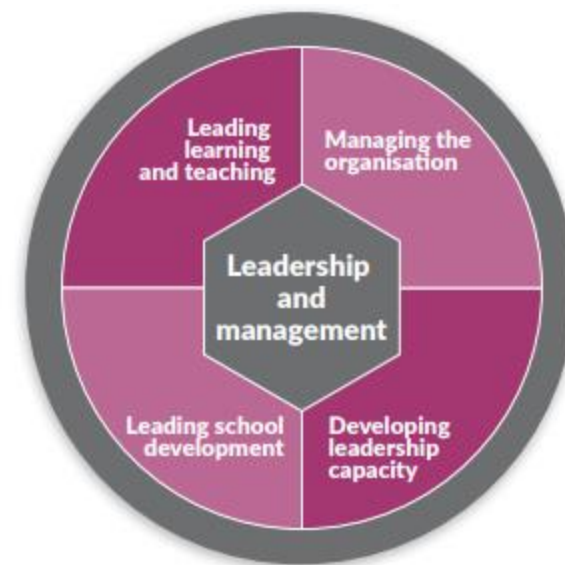 Leading
learning
and teaching
Managing the
organisation
Leadership
and
management
Leading school
development
Developing
leadership
capacity